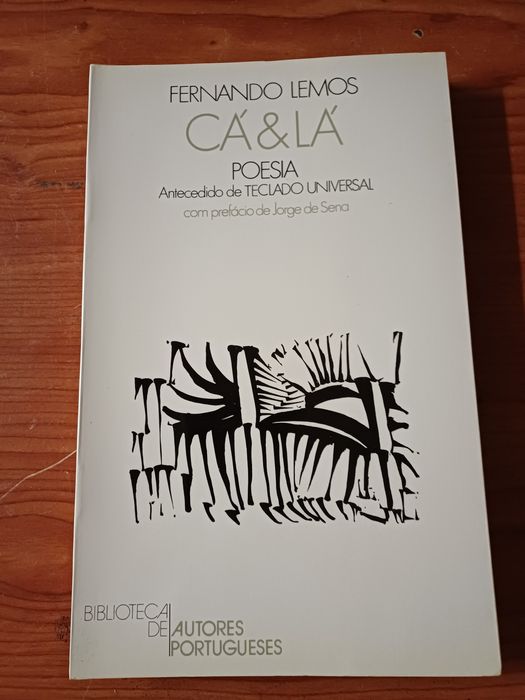 FERNANDO LEMOS
CÁ & LÁ
POESIA
Antecedido de TECLADO UNIVERSAL
com prefácio de Jorge de Sena
BIBLIOTECA
DE
AUTORES
PORTUGUESES